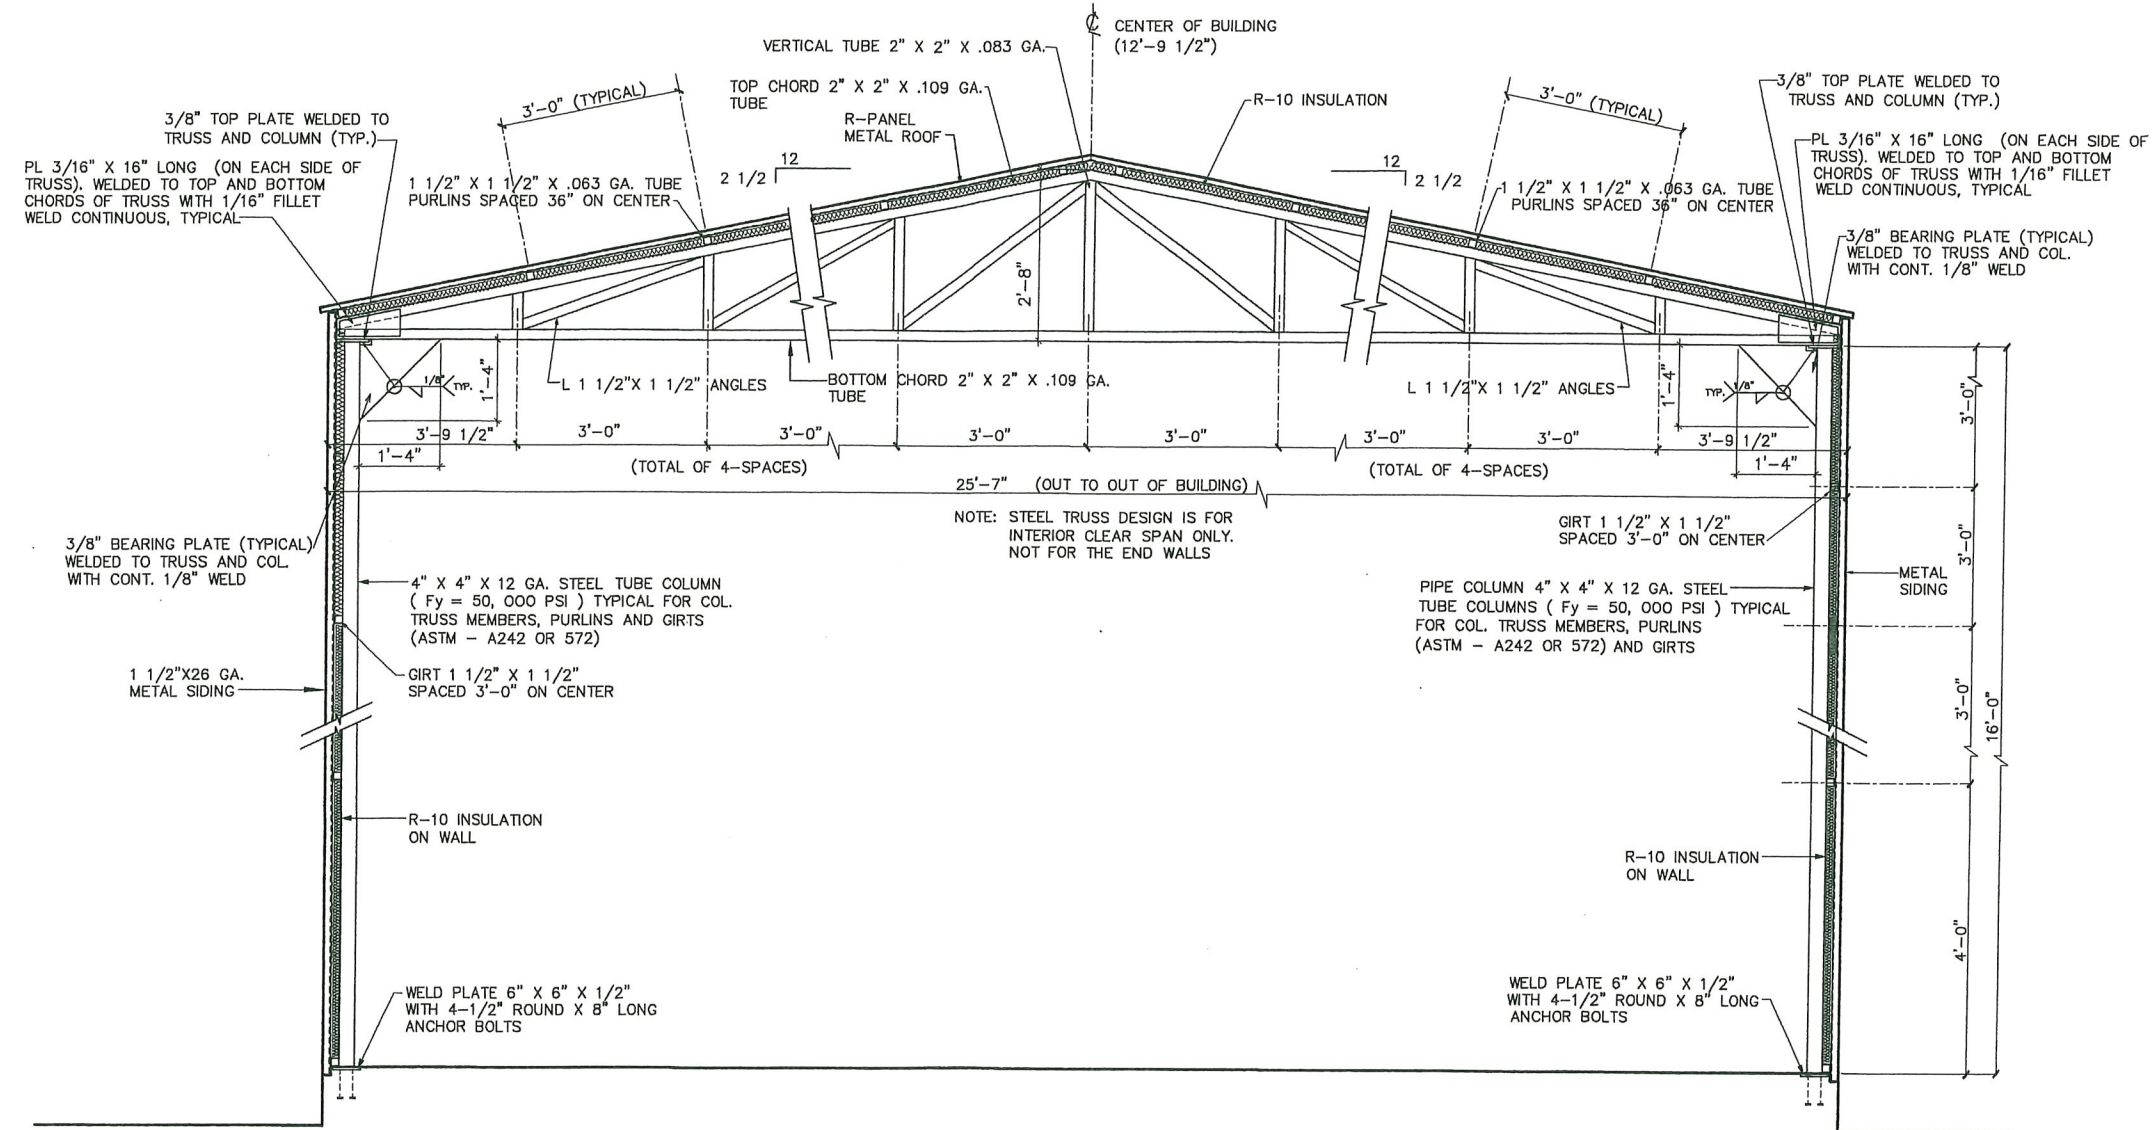 ℄ CENTER OF BUILDING
(12'-9 1/2")
VERTICAL TUBE 2" X 2" X .083 GA.
TOP CHORD 2" X 2" X .109 GA.
TUBE
R-PANEL
METAL ROOF
R-10 INSULATION
3'-0" (TYPICAL)
3'-0" (TYPICAL)
3/8" TOP PLATE WELDED TO
TRUSS AND COLUMN (TYP.)
PL 3/16" X 16" LONG (ON EACH SIDE OF
TRUSS). WELDED TO TOP AND BOTTOM
CHORDS OF TRUSS WITH 1/16" FILLET
WELD CONTINUOUS, TYPICAL
1 1/2" X 1 1/2" X .063 GA. TUBE
PURLINS SPACED 36" ON CENTER
12
2 1/2
12
2 1/2
3/8" TOP PLATE WELDED TO
TRUSS AND COLUMN (TYP.)
PL 3/16" X 16" LONG (ON EACH SIDE OF
TRUSS). WELDED TO TOP AND BOTTOM
CHORDS OF TRUSS WITH 1/16" FILLET
WELD CONTINUOUS, TYPICAL
1 1/2" X 1 1/2" X .063 GA. TUBE
PURLINS SPACED 36" ON CENTER
3/8" BEARING PLATE (TYPICAL)
WELDED TO TRUSS AND COL.
WITH CONT. 1/8" WELD
2'-8"
1/8"
TYP.
1'-4"
L 1 1/2"X 1 1/2" ANGLES
BOTTOM CHORD 2" X 2" X .109 GA.
TUBE
L 1 1/2"X 1 1/2" ANGLES
1'-4"
TYP.
1/8"
3'-0"
3'-9 1/2"
3'-0"
3'-0"
3'-0"
3'-0"
3'-0"
3'-0"
3'-9 1/2"
1'-4"
(TOTAL OF 4-SPACES)
(TOTAL OF 4-SPACES)
1'-4"
25'-7" (OUT TO OUT OF BUILDING)
NOTE: STEEL TRUSS DESIGN IS FOR
INTERIOR CLEAR SPAN ONLY.
NOT FOR THE END WALLS
3/8" BEARING PLATE (TYPICAL)
WELDED TO TRUSS AND COL.
WITH CONT. 1/8" WELD
GIRT 1 1/2" X 1 1/2"
SPACED 3'-0" ON CENTER
3'-0"
4" X 4" X 12 GA. STEEL TUBE COLUMN
( Fy = 50, 000 PSI ) TYPICAL FOR COL.
TRUSS MEMBERS, PURLINS AND GIRTS
(ASTM - A242 OR 572)
PIPE COLUMN 4" X 4" X 12 GA. STEEL
TUBE COLUMNS ( Fy = 50, 000 PSI ) TYPICAL
FOR COL. TRUSS MEMBERS, PURLINS
(ASTM - A242 OR 572) AND GIRTS
METAL
SIDING
1 1/2"X26 GA.
METAL SIDING
GIRT 1 1/2" X 1 1/2"
SPACED 3'-0" ON CENTER
3'-0"
16'-0"
R-10 INSULATION
ON WALL
R-10 INSULATION
ON WALL
4'-0"
WELD PLATE 6" X 6" X 1/2"
WITH 4-1/2" ROUND X 8" LONG
ANCHOR BOLTS
WELD PLATE 6" X 6" X 1/2"
WITH 4-1/2" ROUND X 8" LONG
ANCHOR BOLTS